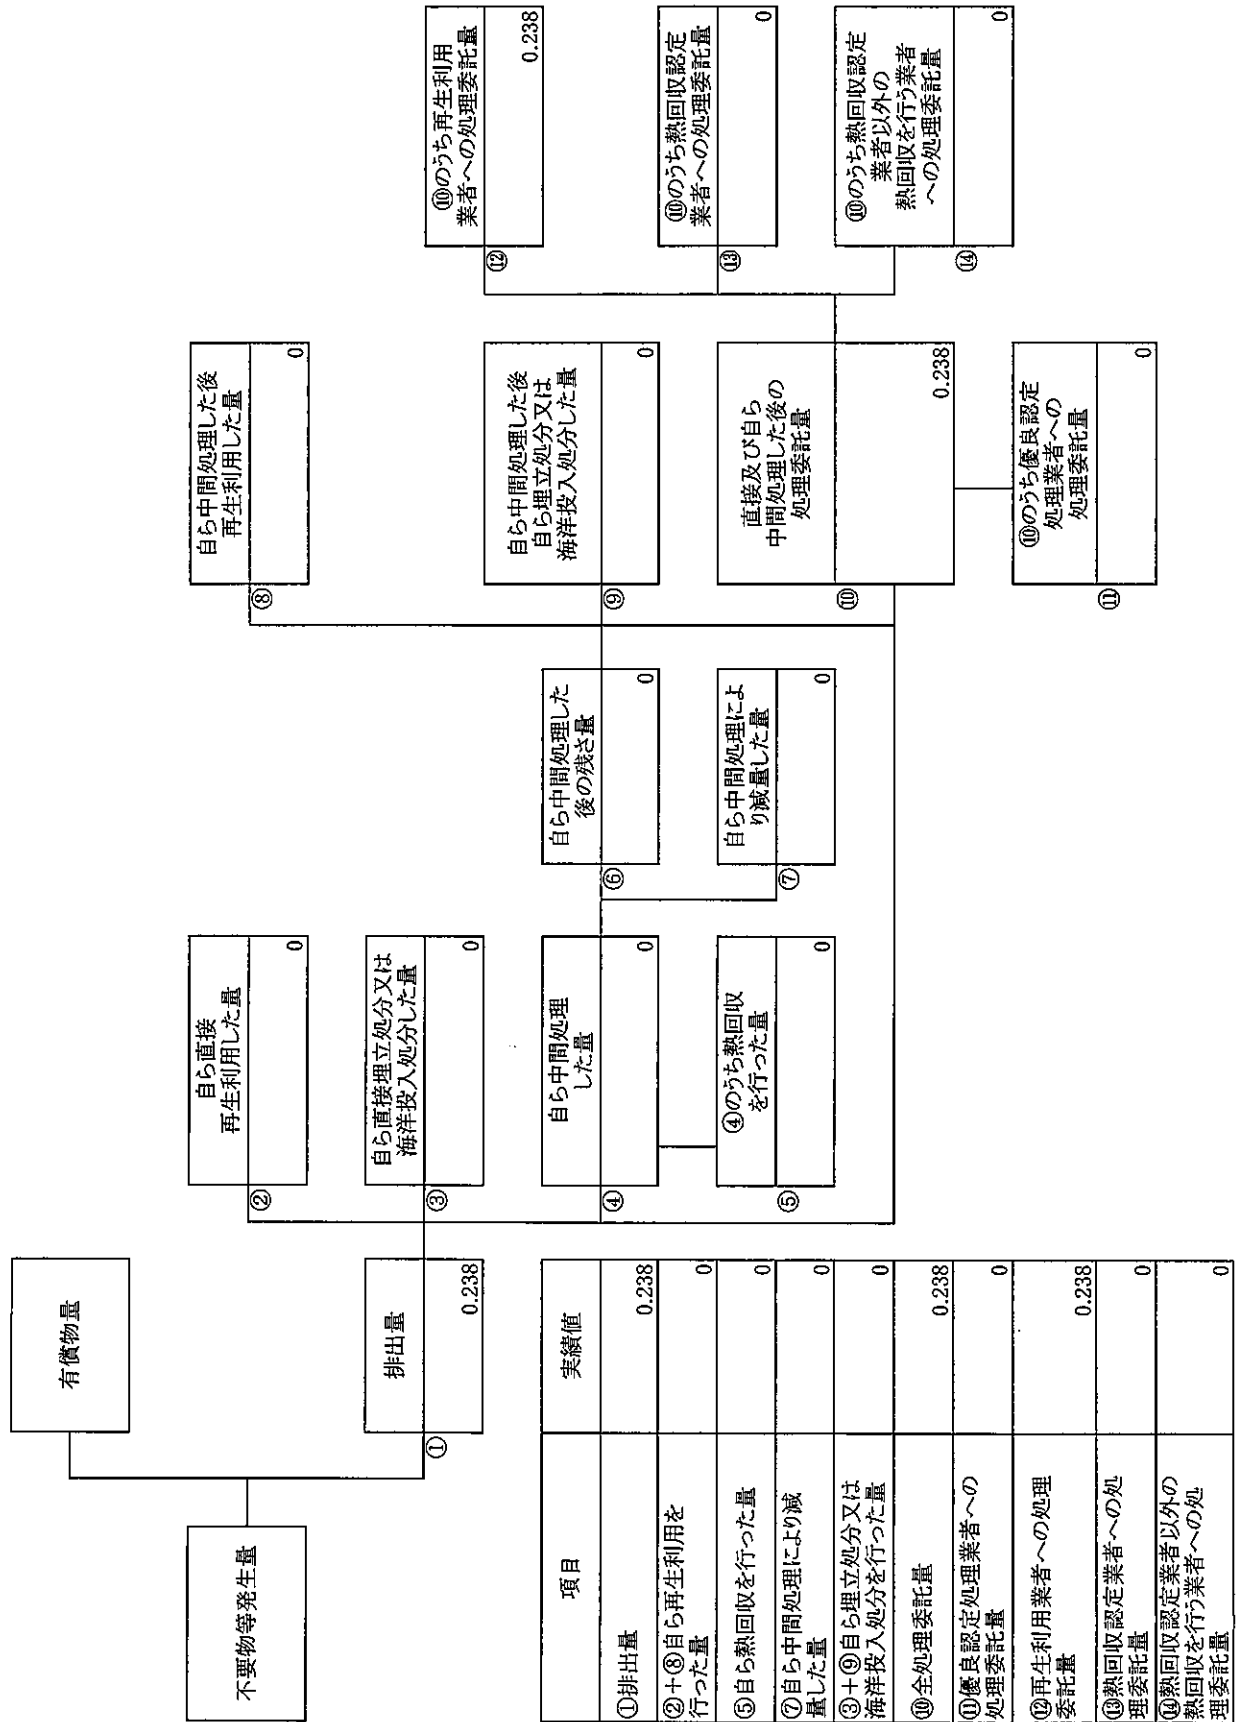 有償物量
不要物等発生量
排出量
①
0.238
自ら直接
再生利用した量
②
0
自ら直接埋立処分又は
海洋投入処分した量
③
0
自ら中間処理
した量
④
0
④のうち熱回収
を行った量
⑤
0
自ら中間処理した
後の残さ量
⑥
0
自ら中間処理によ
り減量した量
⑦
0
自ら中間処理した後
再生利用した量
⑧
0
自ら中間処理した後
自ら埋立処分又は
海洋投入処分した量
⑨
0
直接及び自ら
中間処理した後の
処理委託量
⑩
0.238
⑩のうち優良認定
処理業者への
処理委託量
⑪
0
⑩のうち再生利用
業者への処理委託量
⑫
0.238
⑩のうち熱回収認定
業者への処理委託量
⑬
0
⑩のうち熱回収認定
業者以外の
熱回収を行う業者
への処理委託量
⑭
0
項目 実績値
①排出量 0.238
②+⑧自ら再生利用を
行った量 0
⑤自ら熱回収を行った量 0
⑦自ら中間処理により減
量した量 0
③+⑨自ら埋立処分又は
海洋投入処分を行った量 0
⑩全処理委託量 0.238
⑪優良認定処理業者への
処理委託量 0
⑫再生利用業者への処理
委託量 0.238
⑬熱回収認定業者への処
理委託量 0
⑭熱回収認定業者以外の
熱回収を行う業者への処
理委託量 0